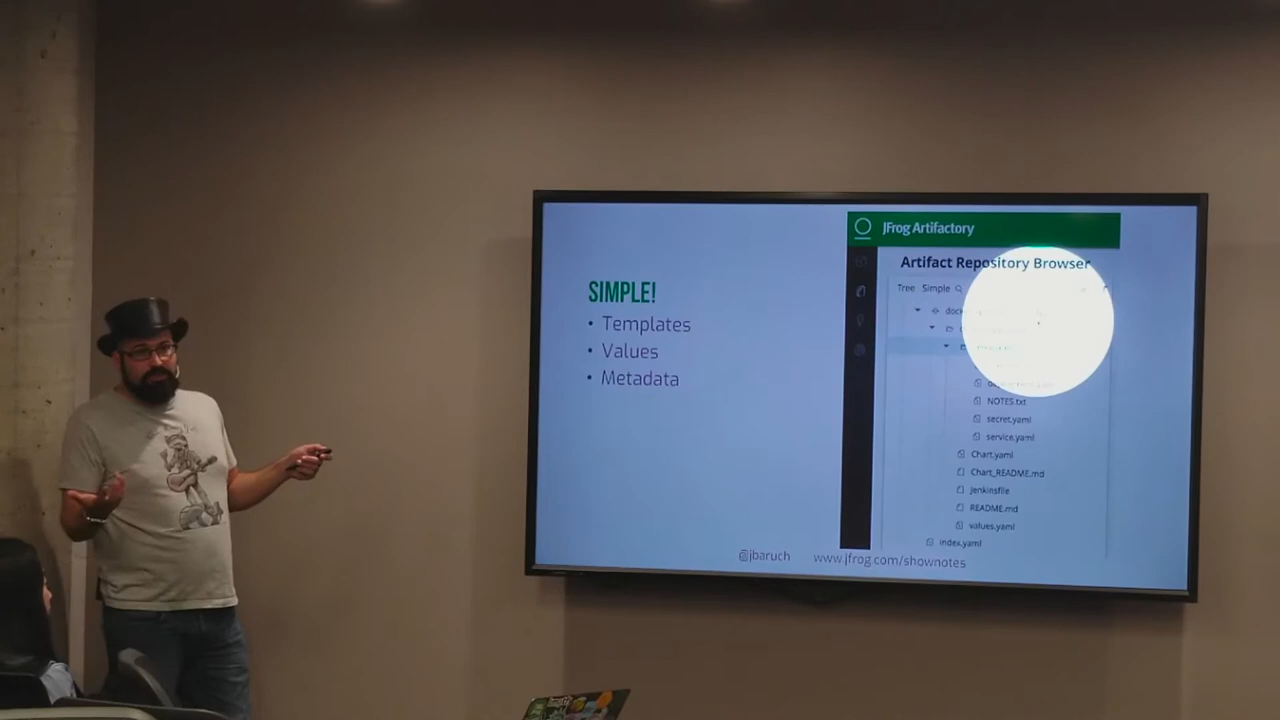 SIMPLE!
• Templates
• Values
• Metadata
JFrog Artifactory
Artifact Repository Browser
Tree Simple
NOTES.txt
secret.yaml
service.yaml
Chart.yaml
Chart_README.md
Jenkinsfile
README.md
values.yaml
index.yaml
@jbaruch www.jfrog.com/shownotes